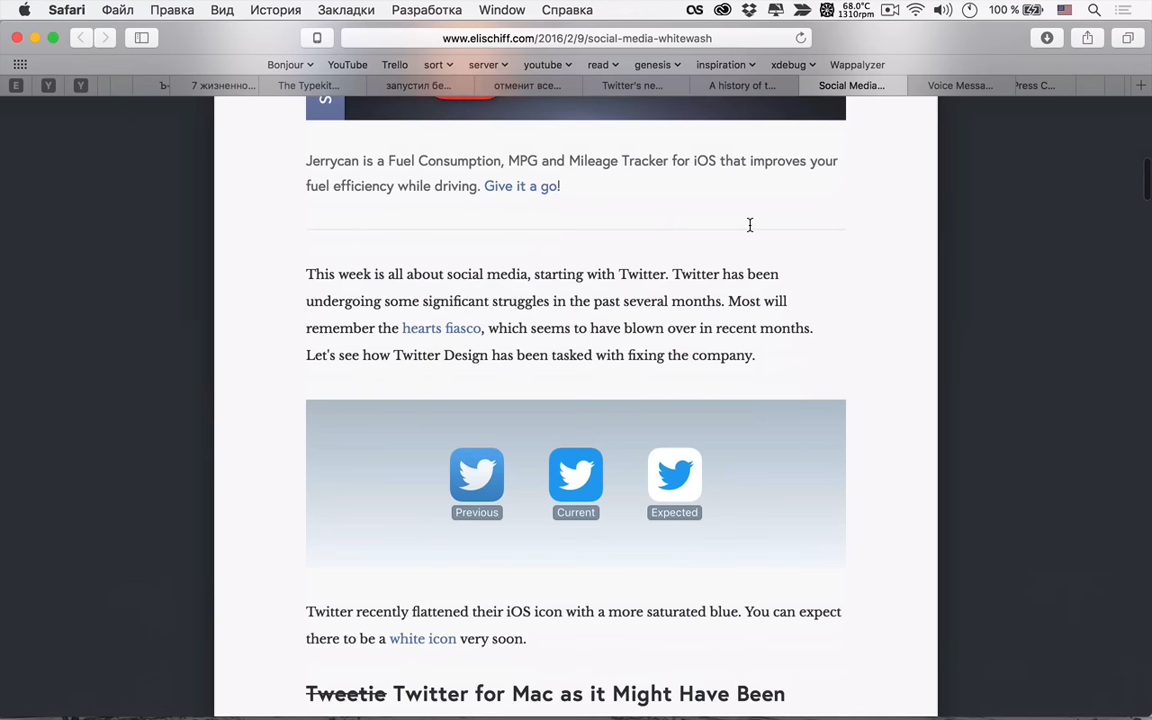 Safari Файл Правка Вид История Закладки Разработка Window Справка 68.0°C 1310rpm 100 %
www.elischiff.com/2016/2/9/social-media-whitewash
Bonjour YouTube Trello sort server youtube read genesis inspiration xdebug Wappalyzer
E Y Y Ъ- 7 жизненно... The Typekit... запустил бе... отменит все... Twitter's ne... A history of t... Social Media... Voice Messa... Press C...
S
Jerrycan is a Fuel Consumption, MPG and Mileage Tracker for iOS that improves your
fuel efficiency while driving. Give it a go!
This week is all about social media, starting with Twitter. Twitter has been
undergoing some significant struggles in the past several months. Most will
remember the hearts fiasco, which seems to have blown over in recent months.
Let's see how Twitter Design has been tasked with fixing the company.
Previous Current Expected
Twitter recently flattened their iOS icon with a more saturated blue. You can expect
there to be a white icon very soon.
Tweetie Twitter for Mac as it Might Have Been